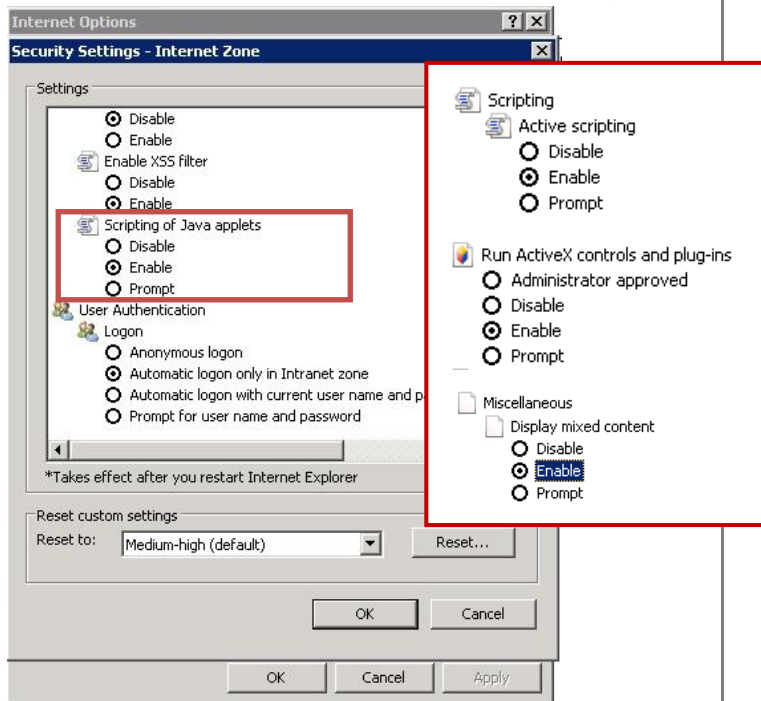 Internet Options
Security Settings - Internet Zone
Settings
Disable
Enable
Enable XSS filter
Disable
Enable
Scripting of Java applets
Disable
Enable
Prompt
User Authentication
Logon
Anonymous logon
Automatic logon only in Intranet zone
Automatic logon with current user name and p
Prompt for user name and password
*Takes effect after you restart Internet Explorer
Reset custom settings
Reset to:
Medium-high (default)
Reset...
OK
Cancel
OK
Cancel
Apply
Scripting
Active scripting
Disable
Enable
Prompt
Run ActiveX controls and plug-ins
Administrator approved
Disable
Enable
Prompt
Miscellaneous
Display mixed content
Disable
Enable
Prompt